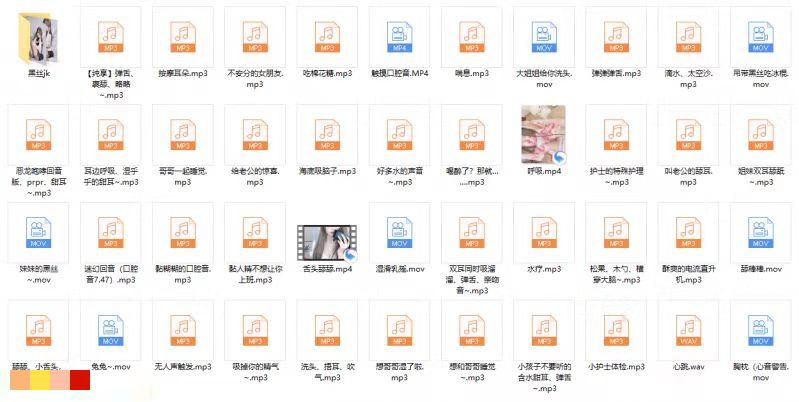 MP3 MP3 MP3 MP3 MP4 MP3 MOV MP3 MP3 MOV
黑丝jk
【纯享】弹舌、
裹舔、咯咯
~.mp3
按摩耳朵.mp3
不安分的女朋友.
mp3
吃棉花糖.mp3
触摸口腔音.MP4
喘息.mp3
大姐姐给你洗头.
mov
弹弹弹舌.mp3
滴水、太空沙.
mp3
吊带黑丝吃冰棍.
mov
MP3 MP3 MP3 MP3 MP3 MP3 MP3 MP3 MP3 MP3
恶龙咆哮回音
版、prpr、甜耳
~.mp3
耳边呼吸、湿乎
乎的甜耳~.mp3
哥哥一起睡觉.
mp3
给老公的惊喜.
mp3
海底吸脑子.mp3
好多水的声音
~.mp3
喝醉了？那就...
.....mp3
呼吸.mp4
护士的特殊护理
~.mp3
叫老公的舔耳.
mp3
姐妹双耳舔舐
~.mp3
MOV MP3 MP3 MP3 MOV MP3 MP3 MP3 MP3 MOV
妹妹的黑丝
~.mov
迷幻回音（口腔
音7.47）.mp3
黏糊糊的口腔音.
mp3
黏人精不想让你
上班.mp3
舌头舔舔.mp4
湿滑乳摇.mov
双耳同时吸溜
溜、弹舌、亲吻
音~.mp3
水疗.mp3
松果、木勺、横
穿大脑~.mp3
酥爽的电流直升
机.mp3
舔棒棒.mov
MP3 MOV MP3 MP3 MP3 MP3 MP3 MP3 MP3 WAV MOV
舔舔、小舌头、
兔兔~.mov
无人声触发.mp3
吸掉你的精气
~.mp3
洗头、捂耳、吹
气.mp3
想哥哥湿了啦.
mp3
想和哥哥睡觉
~.mp3
小孩子不要听的
含水甜耳、弹舌
~.mp3
小护士体检.mp3
心跳.wav
胸枕（心音警告.
mov